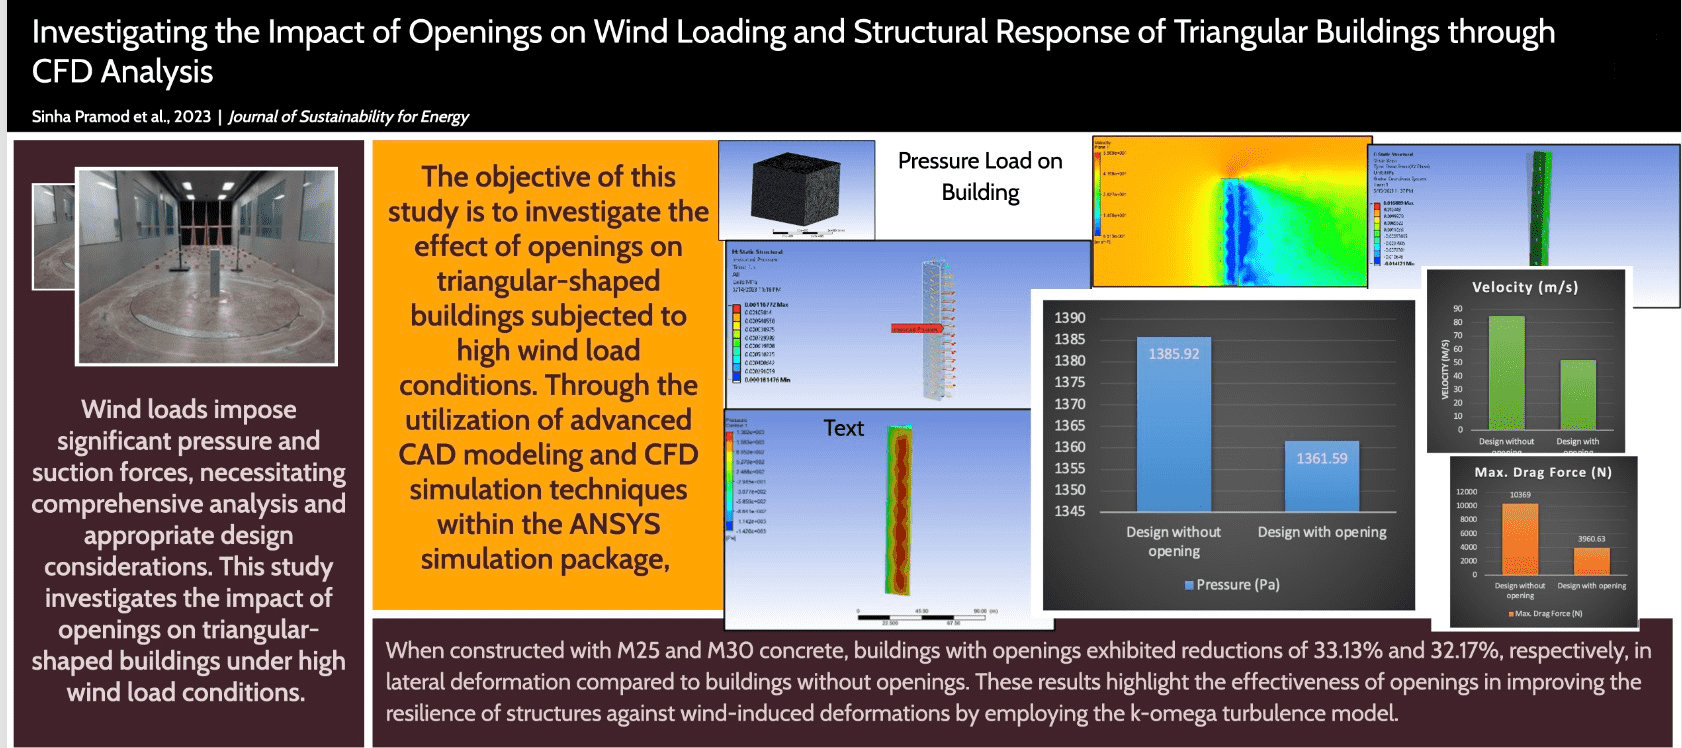 Investigating the Impact of Openings on Wind Loading and Structural Response of Triangular Buildings through
CFD Analysis
Sinha Pramod et al., 2023 | Journal of Sustainability for Energy
Wind loads impose
significant pressure and
suction forces, necessitating
comprehensive analysis and
appropriate design
considerations. This study
investigates the impact of
openings on triangular-
shaped buildings under high
wind load conditions.
The objective of this
study is to investigate the
effect of openings on
triangular-shaped
buildings subjected to
high wind load
conditions. Through the
utilization of advanced
CAD modeling and CFD
simulation techniques
within the ANSYS
simulation package,
Pressure Load on
Building
Static Structural
Imported Pressure
Text
Pressure
Contour 1
Velocity
Static Structural
1390
1385
1380
1375
1370
1365
1360
1355
1350
1345
1385.92
1361.59
Design without
opening
Design with opening
Pressure (Pa)
Velocity (m/s)
VELOCITY (M/S)
90
80
70
60
50
40
30
20
10
0
Design without
opening
Design with
opening
Max. Drag Force (N)
12000
10000
8000
6000
4000
2000
0
10369
3960.63
Design without
opening
Design with opening
Max. Drag Force (N)
When constructed with M25 and M30 concrete, buildings with openings exhibited reductions of 33.13% and 32.17%, respectively, in
lateral deformation compared to buildings without openings. These results highlight the effectiveness of openings in improving the
resilience of structures against wind-induced deformations by employing the k-omega turbulence model.